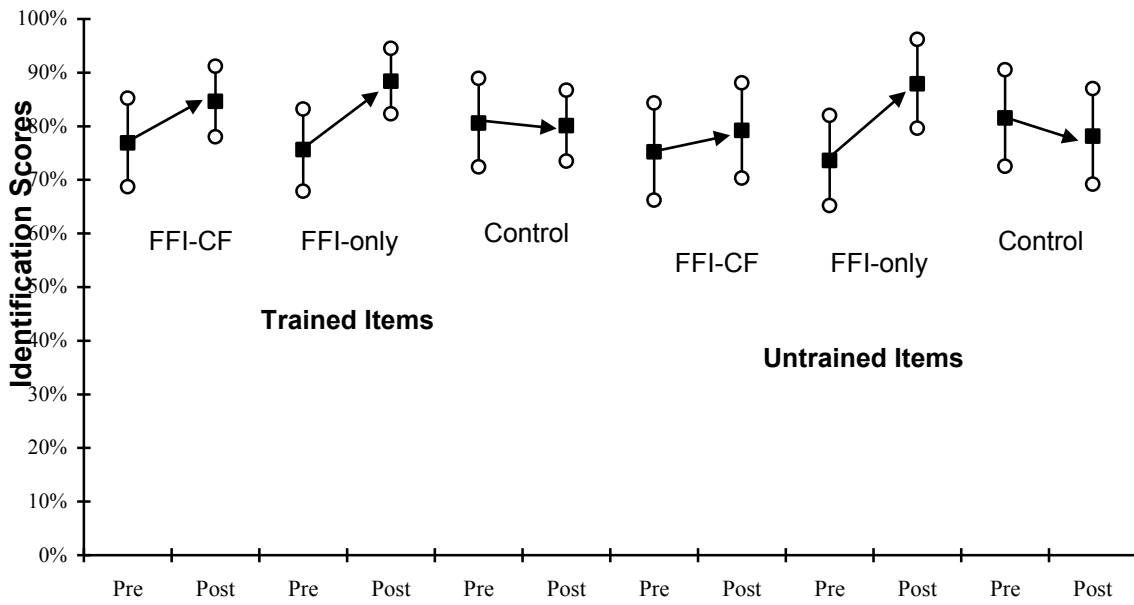 Identification Scores
100%
90%
80%
70%
60%
50%
40%
30%
20%
10%
0%
FFI-CF
FFI-only
Control
FFI-CF
FFI-only
Control
Trained Items
Untrained Items
Pre Post Pre Post Pre Post Pre Post Pre Post Pre Post